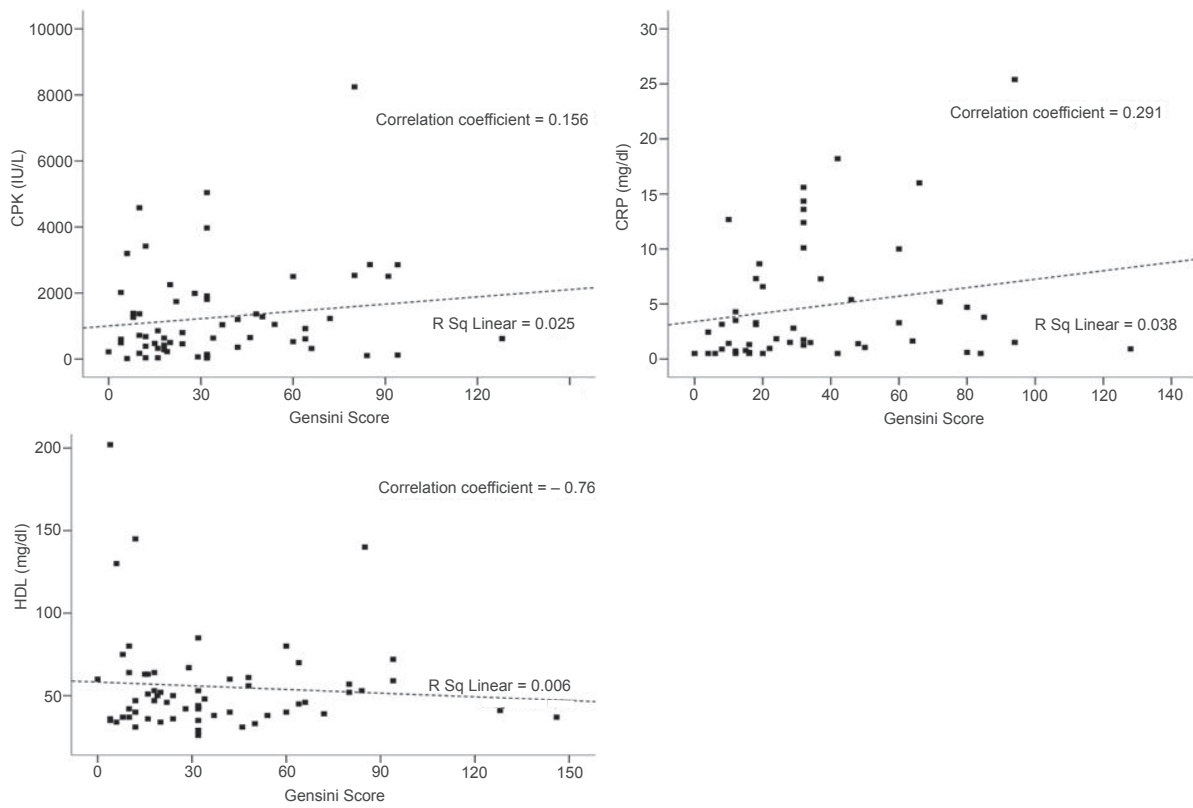 10000
8000
6000
4000
2000
0
CPK (IU/L)
Correlation coefficient = 0.156
R Sq Linear = 0.025
0 30 60 90 120
Gensini Score
30
25
20
15
10
5
0
CRP (mg/dl)
Correlation coefficient = 0.291
R Sq Linear = 0.038
0 20 40 60 80 100 120 140
Gensini Score
200
150
100
50
HDL (mg/dl)
Correlation coefficient = – 0.76
R Sq Linear = 0.006
0 30 60 90 120 150
Gensini Score